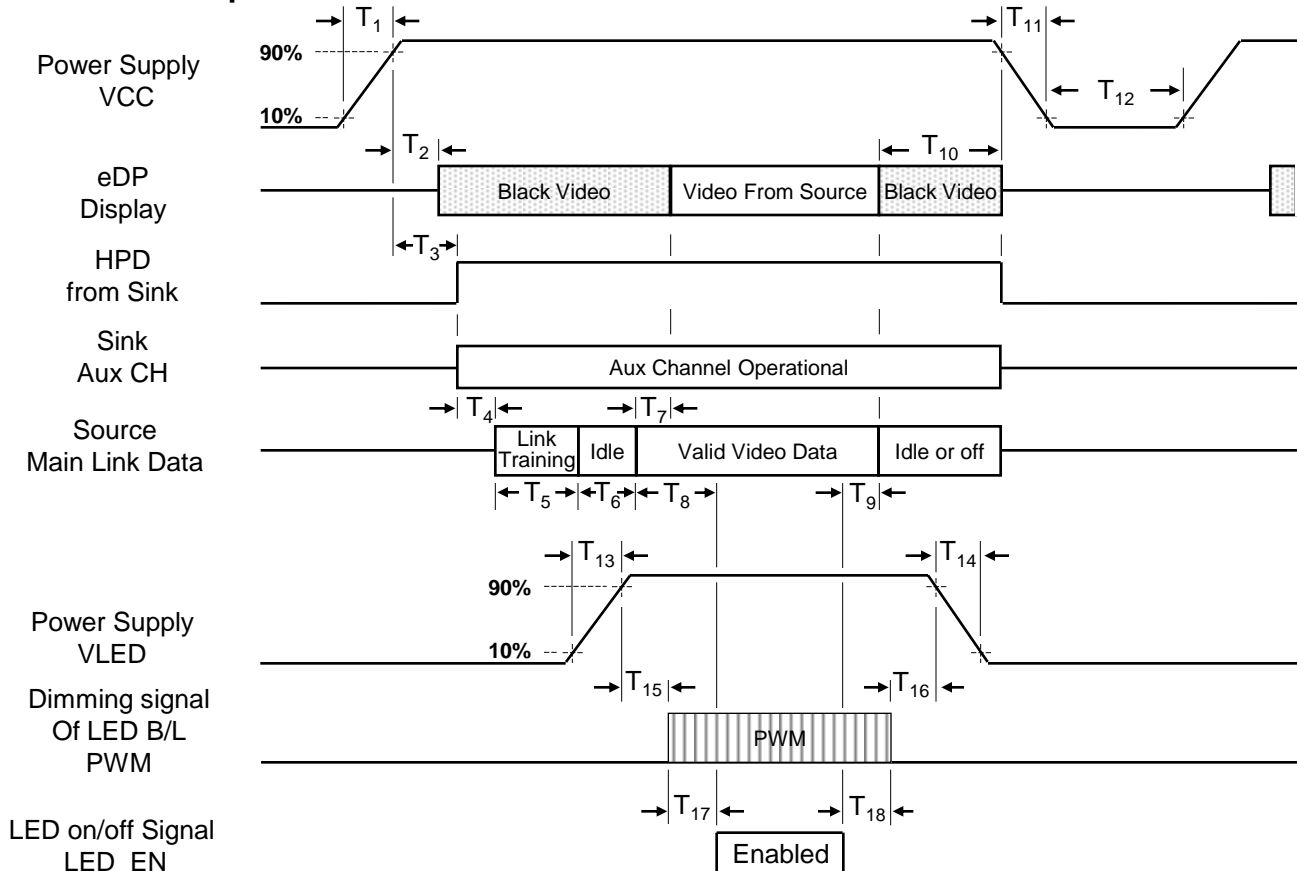 T1
T11
90%
Power Supply
VCC
T12
10%
T2
T10
eDP
Display
Black Video
Video From Source
Black Video
T3
HPD
from Sink
Sink
Aux CH
Aux Channel Operational
T4
T7
Source
Main Link Data
Link
Training
Idle
Valid Video Data
Idle or off
T5
T6
T8
T9
T13
T14
90%
Power Supply
VLED
10%
T15
T16
Dimming signal
Of LED B/L
PWM
PWM
T17
T18
LED on/off Signal
LED EN
Enabled